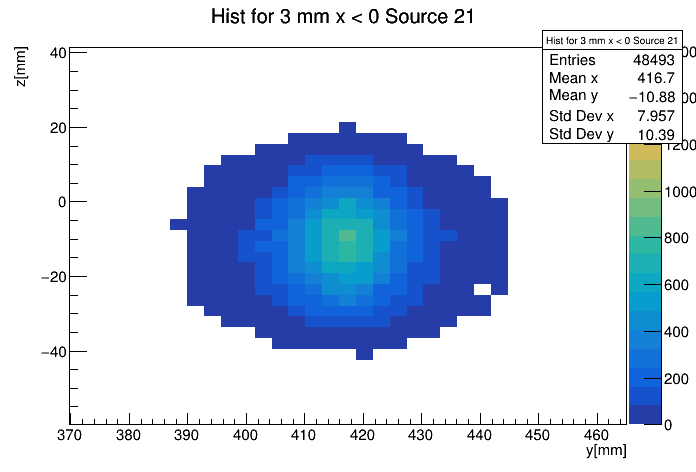 Hist for 3 mm x < 0 Source 21
Hist for 3 mm x < 0 Source 21
Entries 48493
Mean x 416.7
Mean y −10.88
Std Dev x 7.957
Std Dev y 10.39
z[mm]
40
20
0
−20
−40
370 380 390 400 410 420 430 440 450 460
y[mm]
1200
1000
800
600
400
200
0